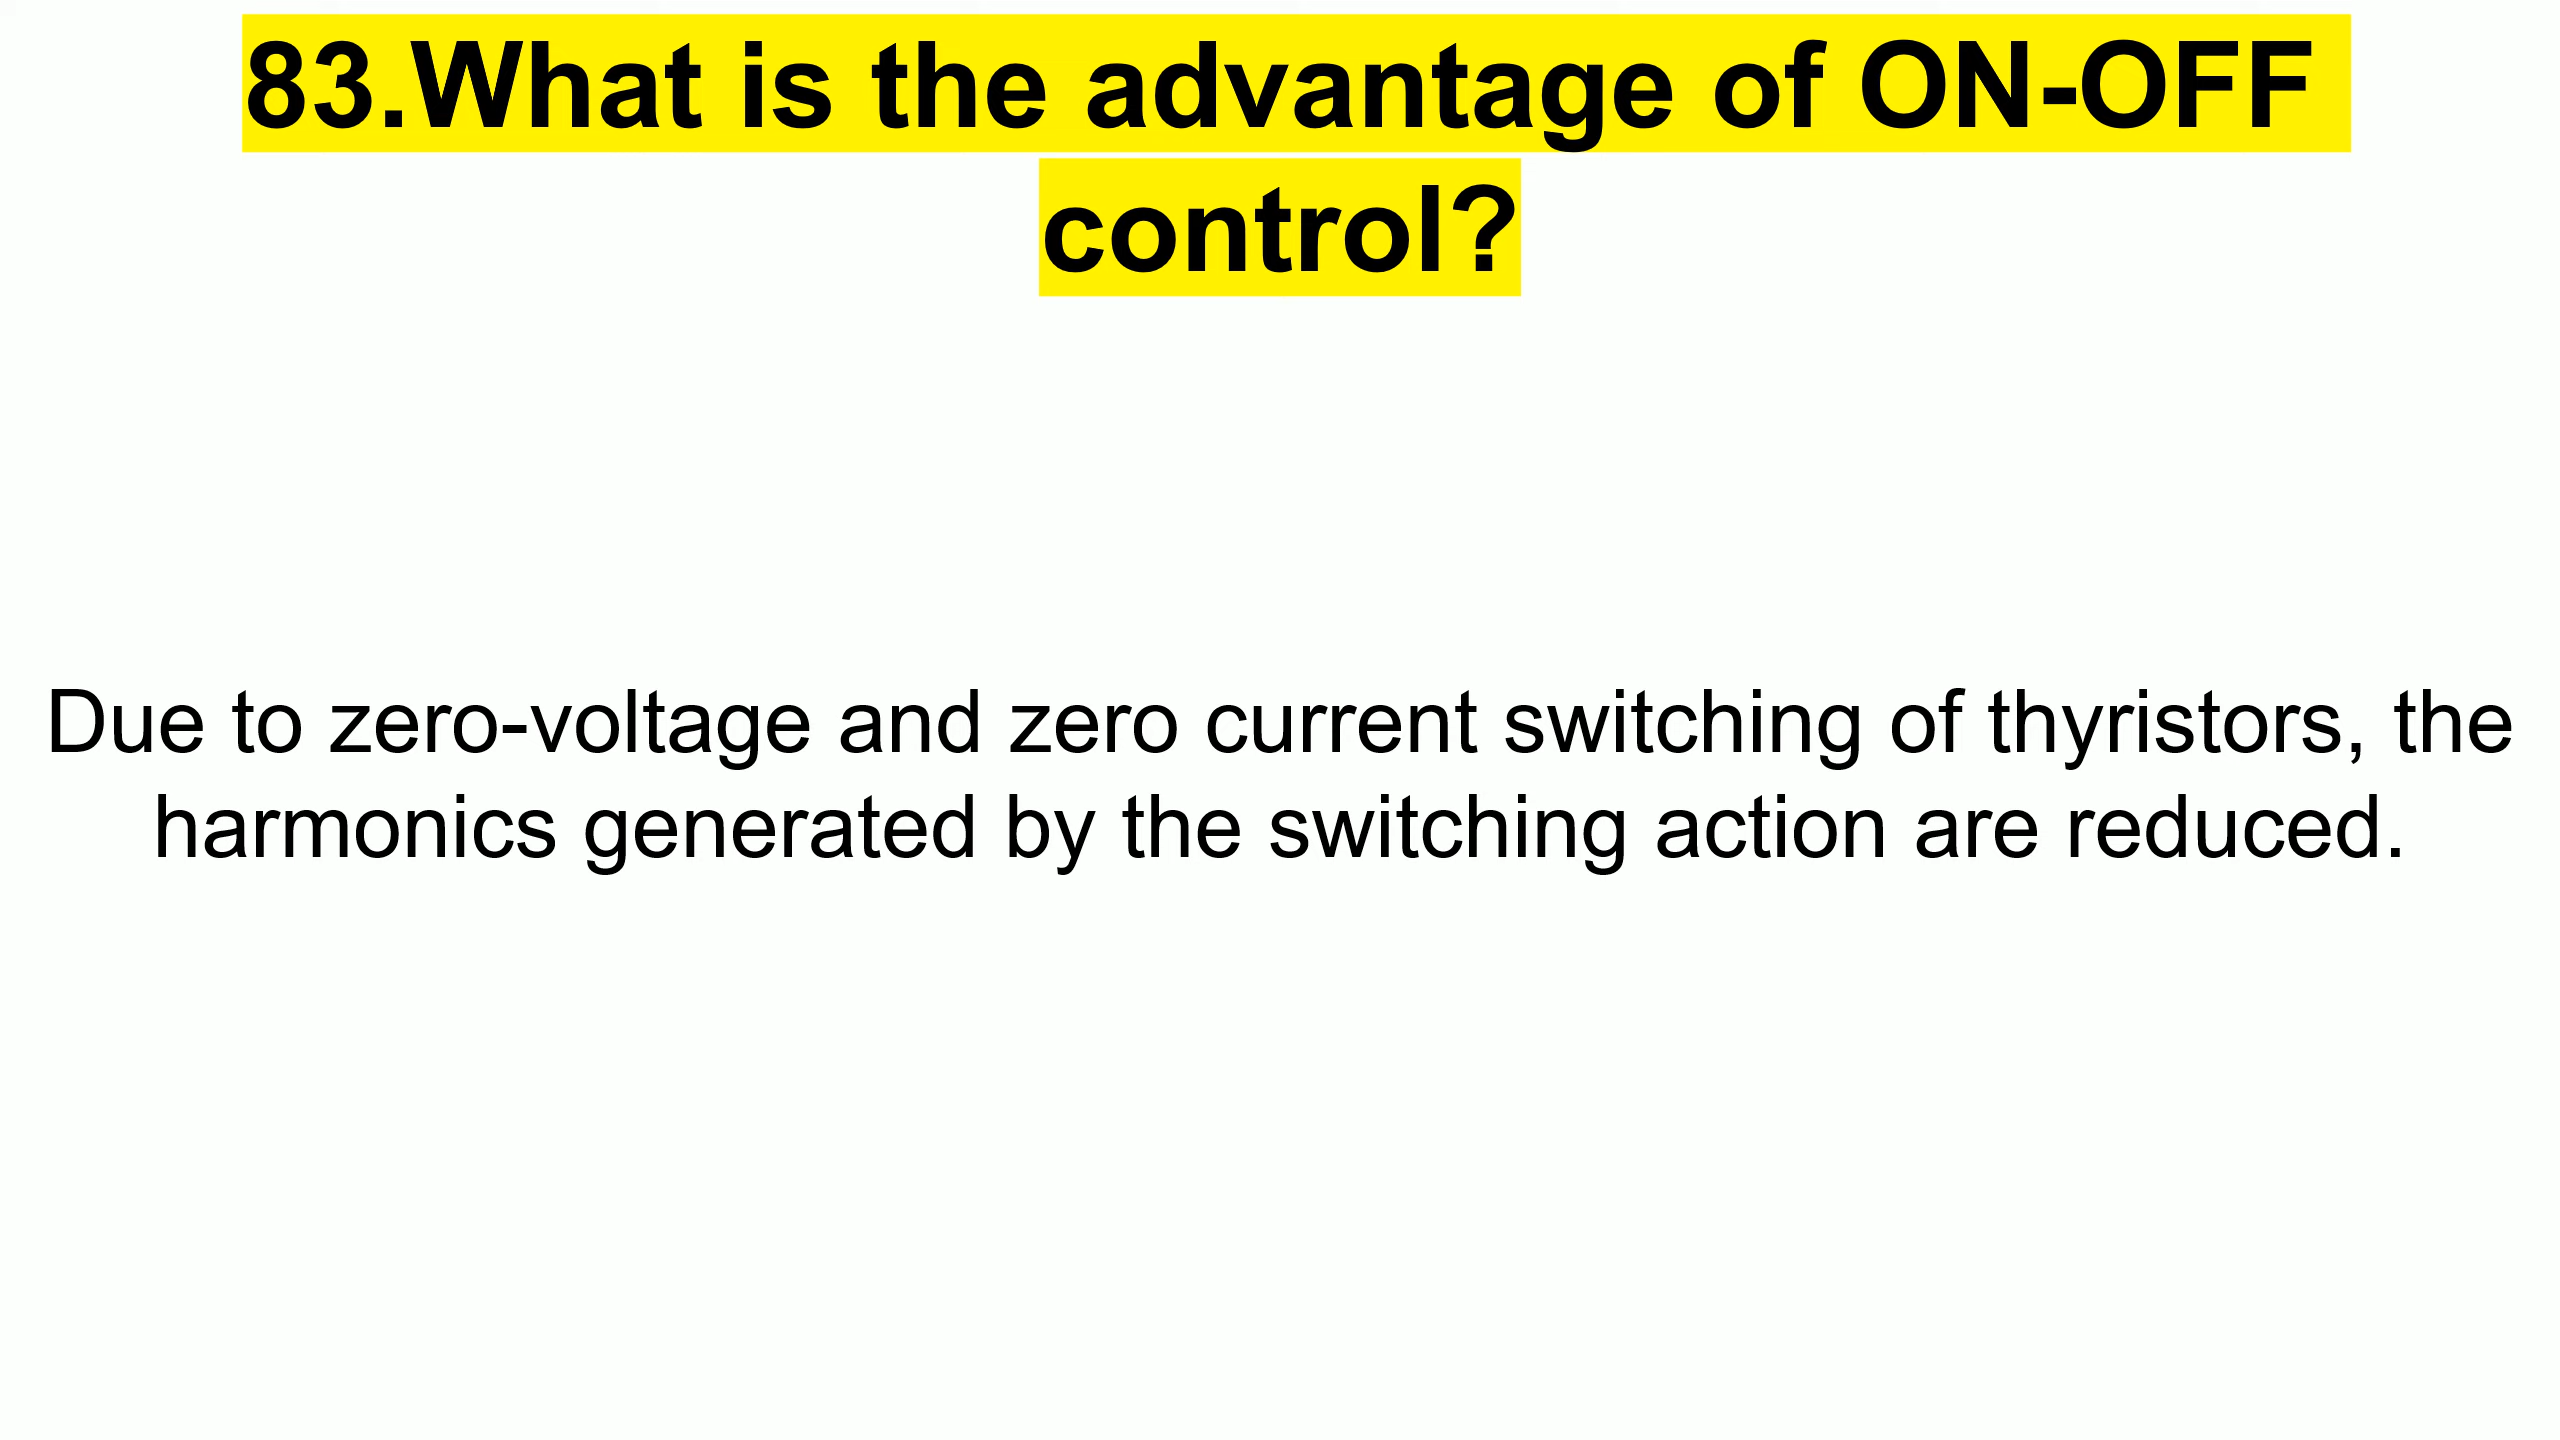 83.What is the advantage of ON-OFF
control?
Due to zero-voltage and zero current switching of thyristors, the
harmonics generated by the switching action are reduced.